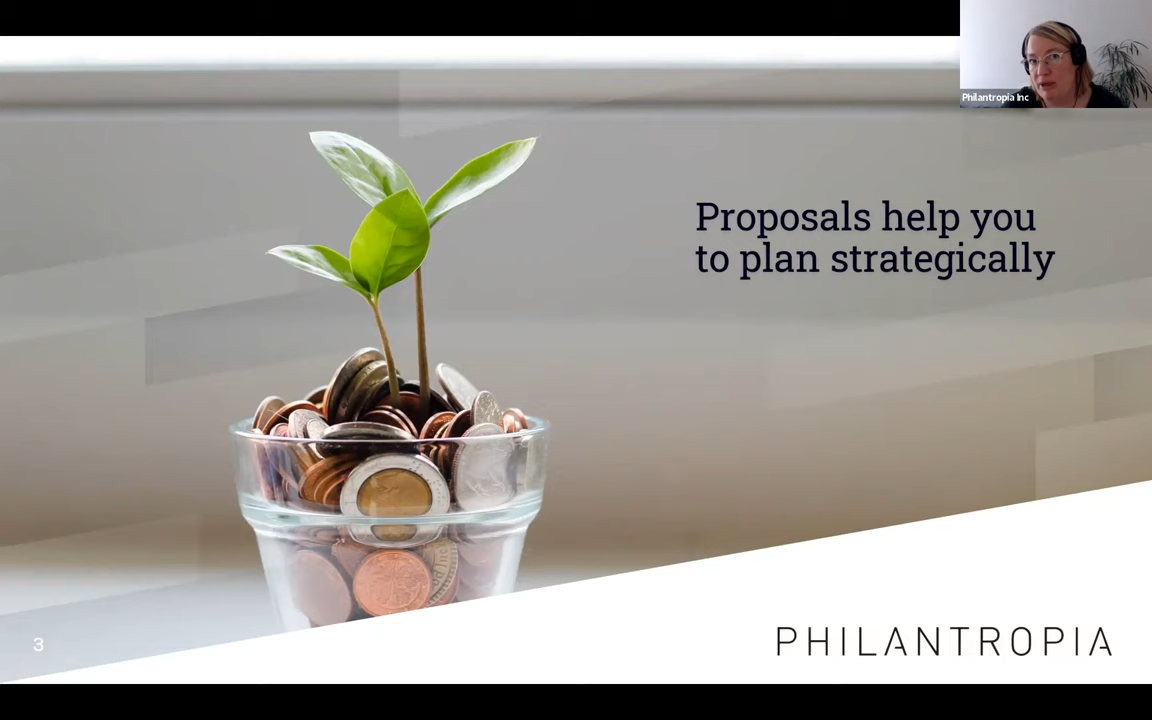 Philantropia Inc
Proposals help you
to plan strategically
3
PHILANTROPIA